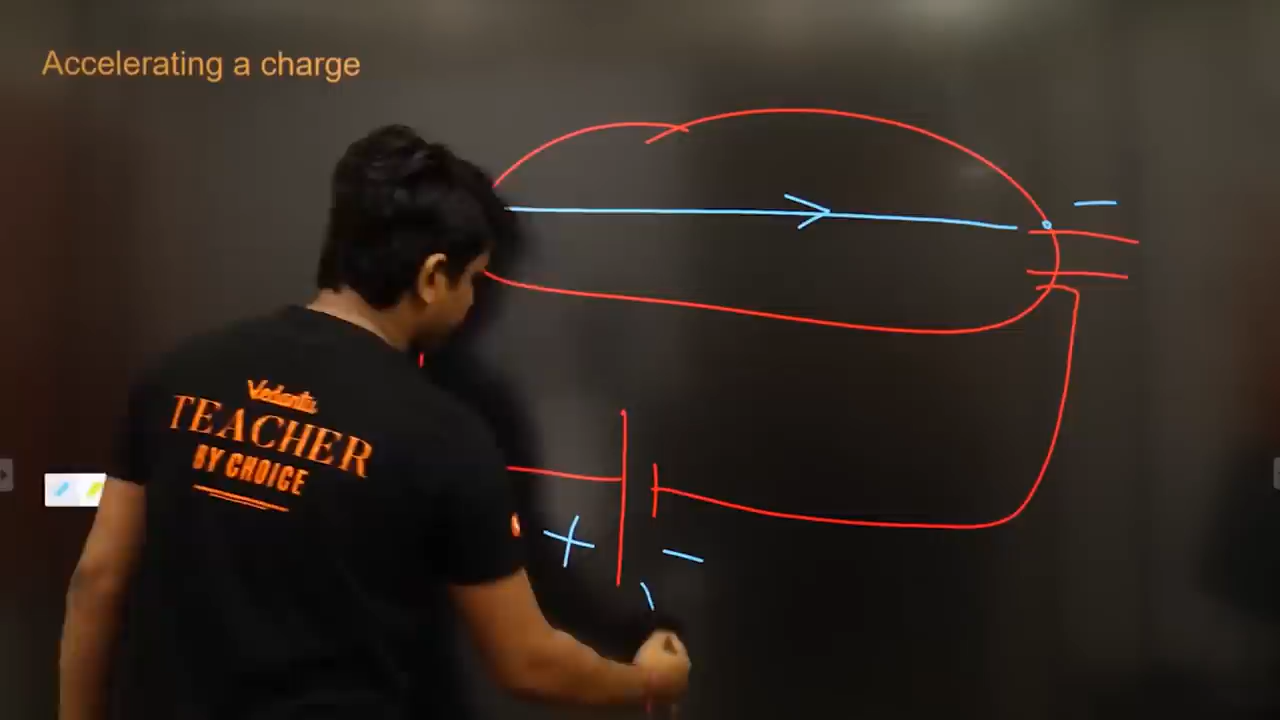 Accelerating a charge
−
Vedantu
TEACHER
BY CHOICE
+ −